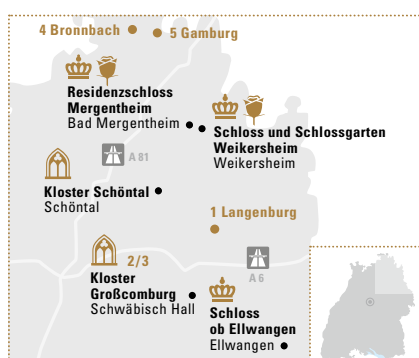 4 Bronnbach
5 Gamburg
Residenzschloss
Mergentheim
Bad Mergentheim
Schloss und Schlossgarten
Weikersheim
Weikersheim
A 81
Kloster Schöntal
Schöntal
1 Langenburg
2/3
Kloster
Großcomburg
Schwäbisch Hall
A 6
Schloss
ob Ellwangen
Ellwangen